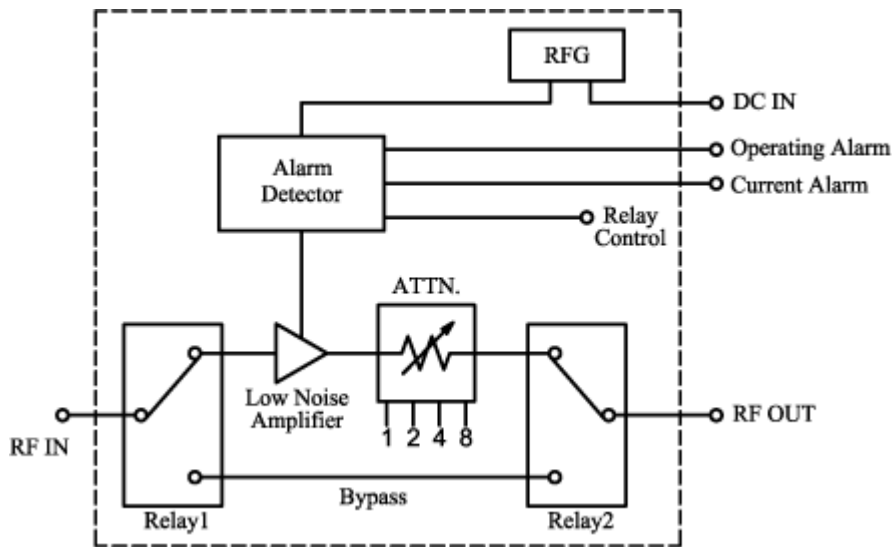 RFG
DC IN
Alarm
Detector
Operating Alarm
Current Alarm
Relay
Control
ATTN.
Low Noise
Amplifier
1 2 4 8
RF IN
RF OUT
Bypass
Relay1
Relay2